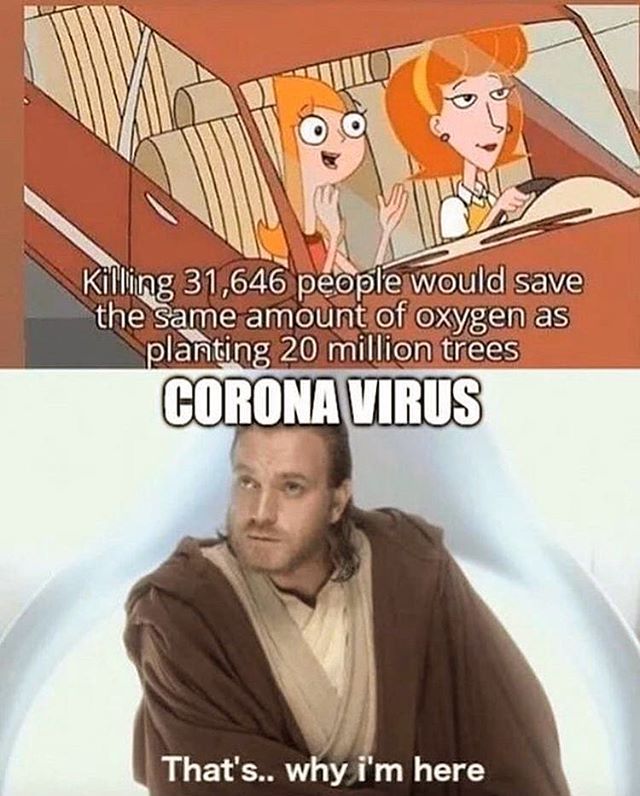 Killing 31,646 people would save
the same amount of oxygen as
planting 20 million trees
CORONA VIRUS
That's.. why i'm here